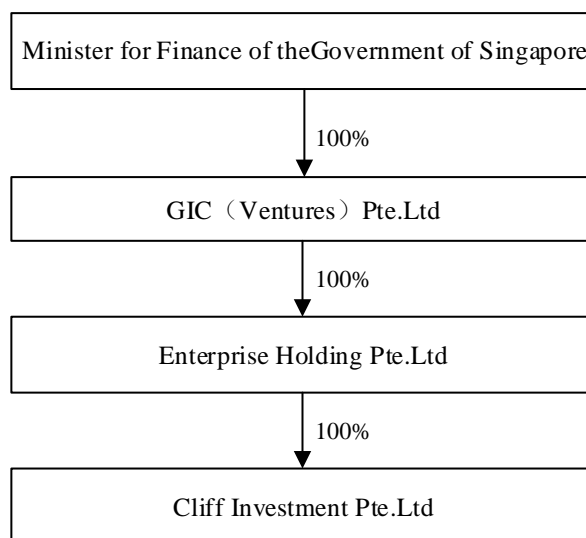 Minister for Finance of theGovernment of Singapore
100%
GIC（Ventures）Pte.Ltd
100%
Enterprise Holding Pte.Ltd
100%
Cliff Investment Pte.Ltd